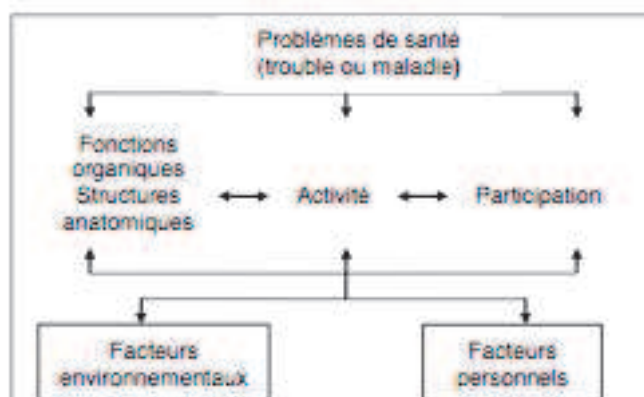 Problèmes de santé
(trouble ou maladie)
Fonctions
organiques
Structures
anatomiques
Activité
Participation
Facteurs
environnementaux
Facteurs
personnels